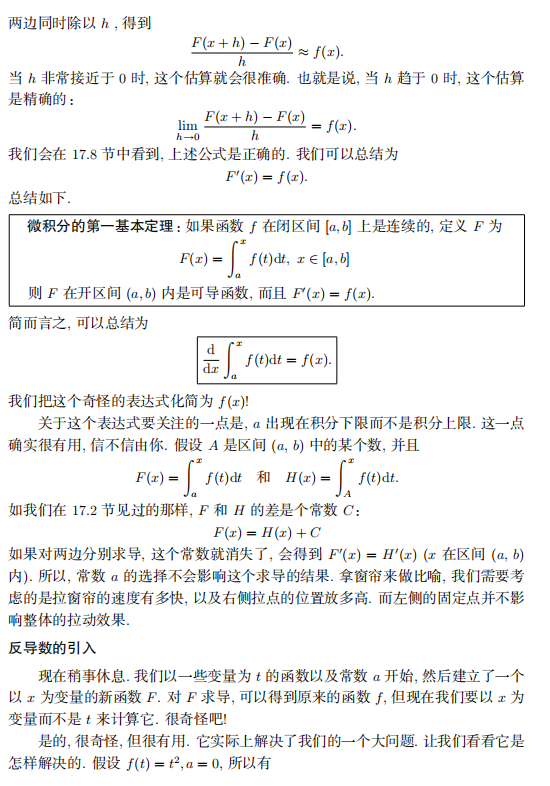 两边同时除以 h , 得到
F(x + h) − F(x) / h ≈ f(x).
当 h 非常接近于 0 时, 这个估算就会很准确. 也就是说, 当 h 趋于 0 时, 这个估算
是精确的:
lim h→0 F(x + h) − F(x) / h = f(x).
我们会在 17.8 节中看到, 上述公式是正确的. 我们可以总结为
F′(x) = f(x).
总结如下.
微积分的第一基本定理: 如果函数 f 在闭区间 [a, b] 上是连续的, 定义 F 为
F(x) = ∫ₐˣ f(t)dt, x ∈ [a, b]
则 F 在开区间 (a, b) 内是可导函数, 而且 F′(x) = f(x).
简而言之, 可以总结为
d/dx ∫ₐˣ f(t)dt = f(x).
我们把这个奇怪的表达式化简为 f(x)!
关于这个表达式要关注的一点是, a 出现在积分下限而不是积分上限. 这一点
确实很有用, 信不信由你. 假设 A 是区间 (a, b) 中的某个数, 并且
F(x) = ∫ₐˣ f(t)dt 和 H(x) = ∫_A^x f(t)dt.
如我们在 17.2 节见过的那样, F 和 H 的差是个常数 C:
F(x) = H(x) + C
如果对两边分别求导, 这个常数就消失了, 会得到 F′(x) = H′(x) (x 在区间 (a, b)
内). 所以, 常数 a 的选择不会影响这个求导的结果. 拿窗帘来做比喻, 我们需要考
虑的是拉窗帘的速度有多快, 以及右侧拉点的位置放多高. 而左侧的固定点并不影
响整体的拉动效果.
反导数的引入
现在稍事休息. 我们以一些变量为 t 的函数以及常数 a 开始, 然后建立了一个
以 x 为变量的新函数 F. 对 F 求导, 可以得到原来的函数 f, 但现在我们要以 x 为
变量而不是 t 来计算它. 很奇怪吧!
是的, 很奇怪, 但很有用. 它实际上解决了我们的一个大问题. 让我们看看它是
怎样解决的. 假设 f(t) = t², a = 0, 所以有